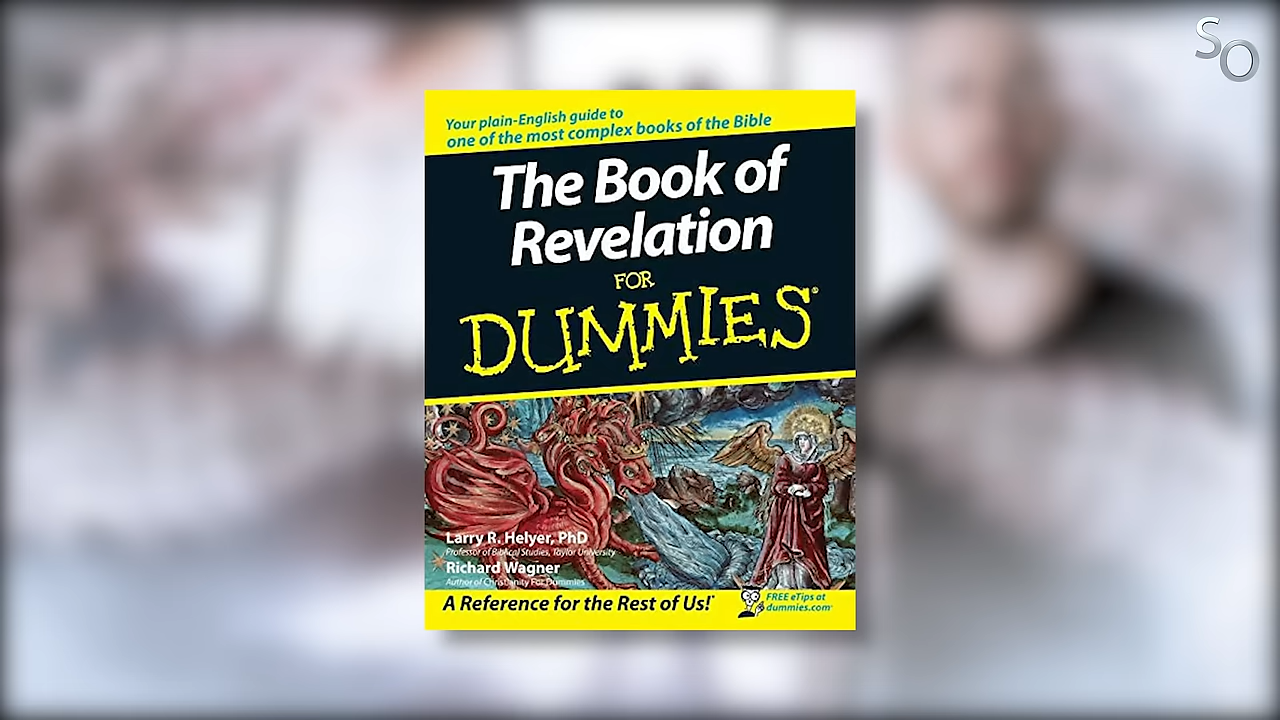 SO
Your plain-English guide to
one of the most complex books of the Bible
The Book of
Revelation
FOR
DUMMIES®
Larry R. Helyer, PhD
Professor of Biblical Studies, Taylor University
Richard Wagner
Author of Christianity For Dummies
A Reference for the Rest of Us!®
FREE eTips at
dummies.com®